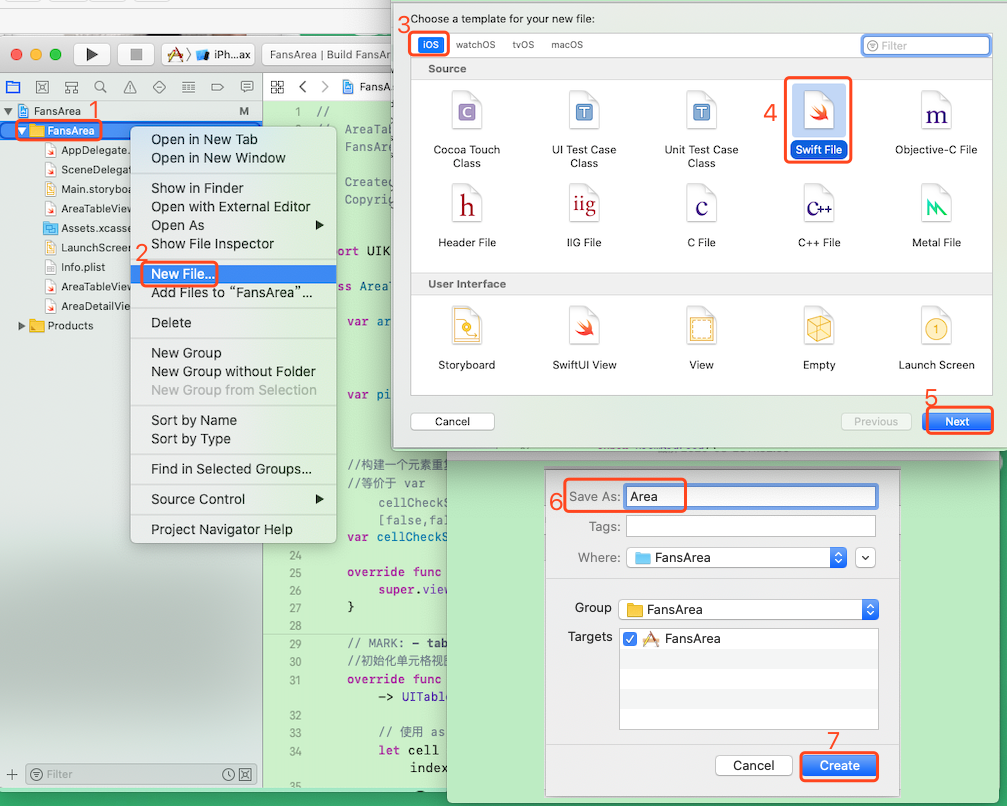 iPh...ax
FansArea | Build FansAr
FansA
FansArea
M
1
FansArea
AppDelegate.
SceneDelegat
Main.storyboa
AreaTableView
Assets.xcasse
LaunchScreen
Info.plist
AreaTableView
AreaDetailVie
Products
Filter
Open in New Tab
Open in New Window
Show in Finder
Open with External Editor
Open As
Show File Inspector
2
New File...
Add Files to “FansArea”...
Delete
New Group
New Group without Folder
New Group from Selection
Sort by Name
Sort by Type
Find in Selected Groups...
Source Control
Project Navigator Help
1
//
AreaTab
FansAre
Created
Copyrig
ort UIK
ss AreaT
var ar
var pi
//构建一个元素重复
//等价于 var
cellCheckS
[false,fal
var cellCheckS
24
25
override func
26
super.view
27
}
28
29
// MARK: - tab
30
//初始化单元格视图
31
override func
-> UITable
32
33
// 使用 as
34
let cell
index
35
Choose a template for your new file:
3
iOS
watchOS
tvOS
macOS
Filter
Source
4
Cocoa Touch
Class
UI Test Case
Class
Unit Test Case
Class
Swift File
Objective-C File
Header File
IIG File
C File
C++ File
Metal File
User Interface
Storyboard
SwiftUI View
View
Empty
Launch Screen
5
Cancel
Previous
Next
6
Save As:
Area
Tags:
Where:
FansArea
Group
FansArea
Targets
FansArea
7
Cancel
Create